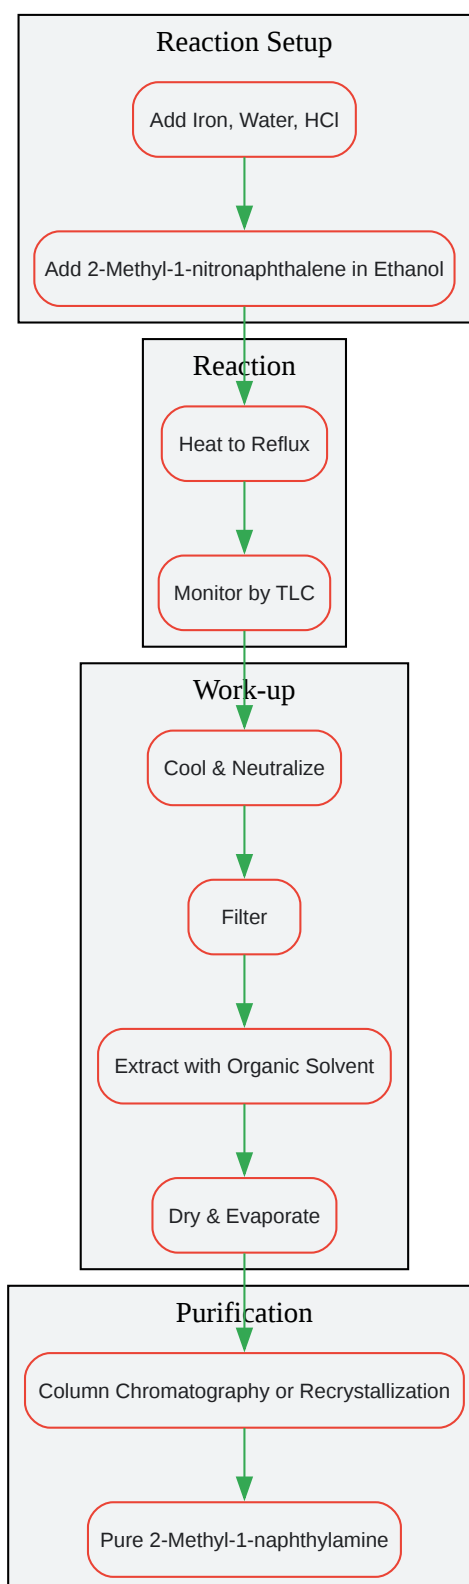 Reaction Setup
Add Iron, Water, HCl
Add 2-Methyl-1-nitronaphthalene in Ethanol
Reaction
Heat to Reflux
Monitor by TLC
Work-up
Cool & Neutralize
Filter
Extract with Organic Solvent
Dry & Evaporate
Purification
Column Chromatography or Recrystallization
Pure 2-Methyl-1-naphthylamine